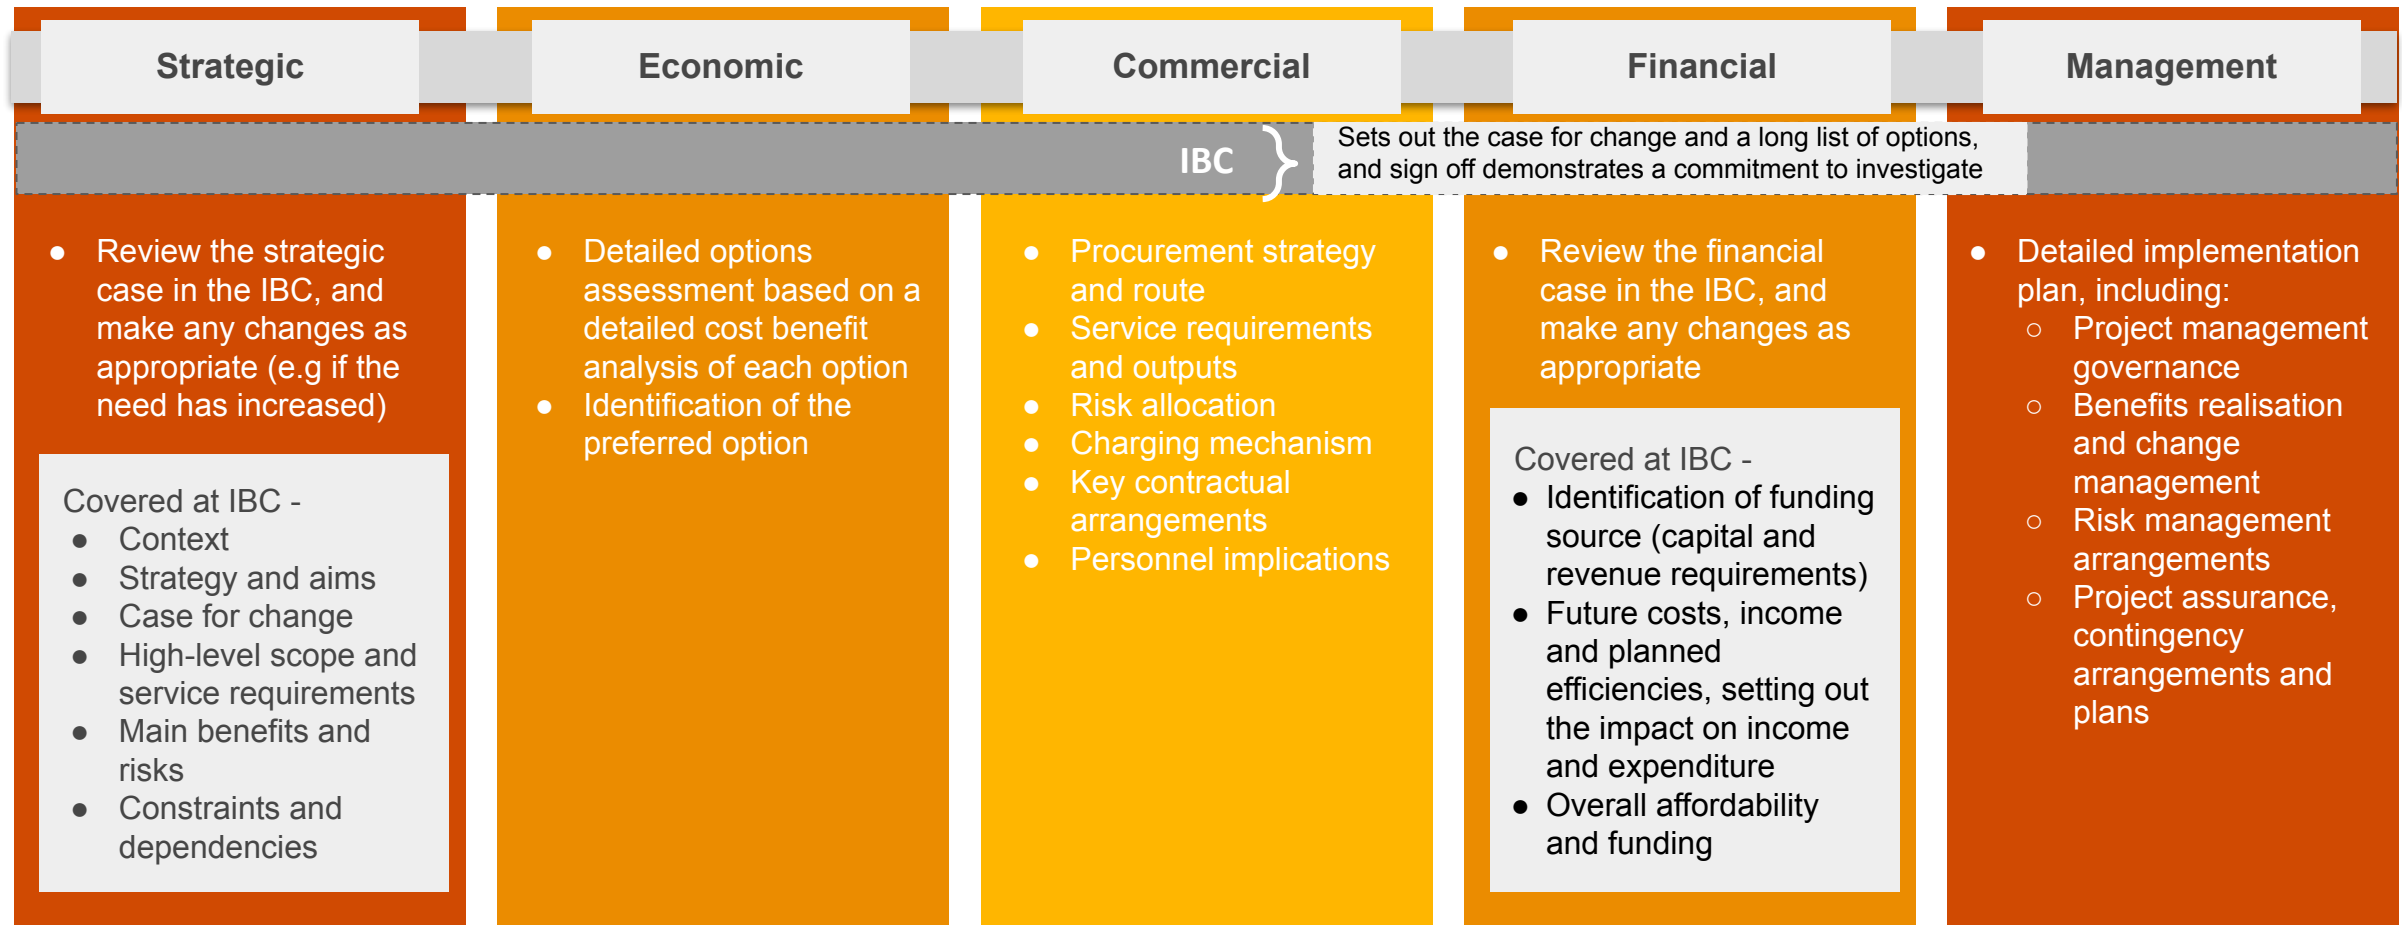 Strategic
Economic
Commercial
Financial
Management
IBC
Sets out the case for change and a long list of options,
and sign off demonstrates a commitment to investigate
● Review the strategic
case in the IBC, and
make any changes as
appropriate (e.g if the
need has increased)
Covered at IBC -
● Context
● Strategy and aims
● Case for change
● High-level scope and
service requirements
● Main benefits and
risks
● Constraints and
dependencies
● Detailed options
assessment based on a
detailed cost benefit
analysis of each option
● Identification of the
preferred option
● Procurement strategy
and route
● Service requirements
and outputs
● Risk allocation
● Charging mechanism
● Key contractual
arrangements
● Personnel implications
● Review the financial
case in the IBC, and
make any changes as
appropriate
Covered at IBC -
● Identification of funding
source (capital and
revenue requirements)
● Future costs, income
and planned
efficiencies, setting out
the impact on income
and expenditure
● Overall affordability
and funding
● Detailed implementation
plan, including:
○ Project management
governance
○ Benefits realisation
and change
management
○ Risk management
arrangements
○ Project assurance,
contingency
arrangements and
plans